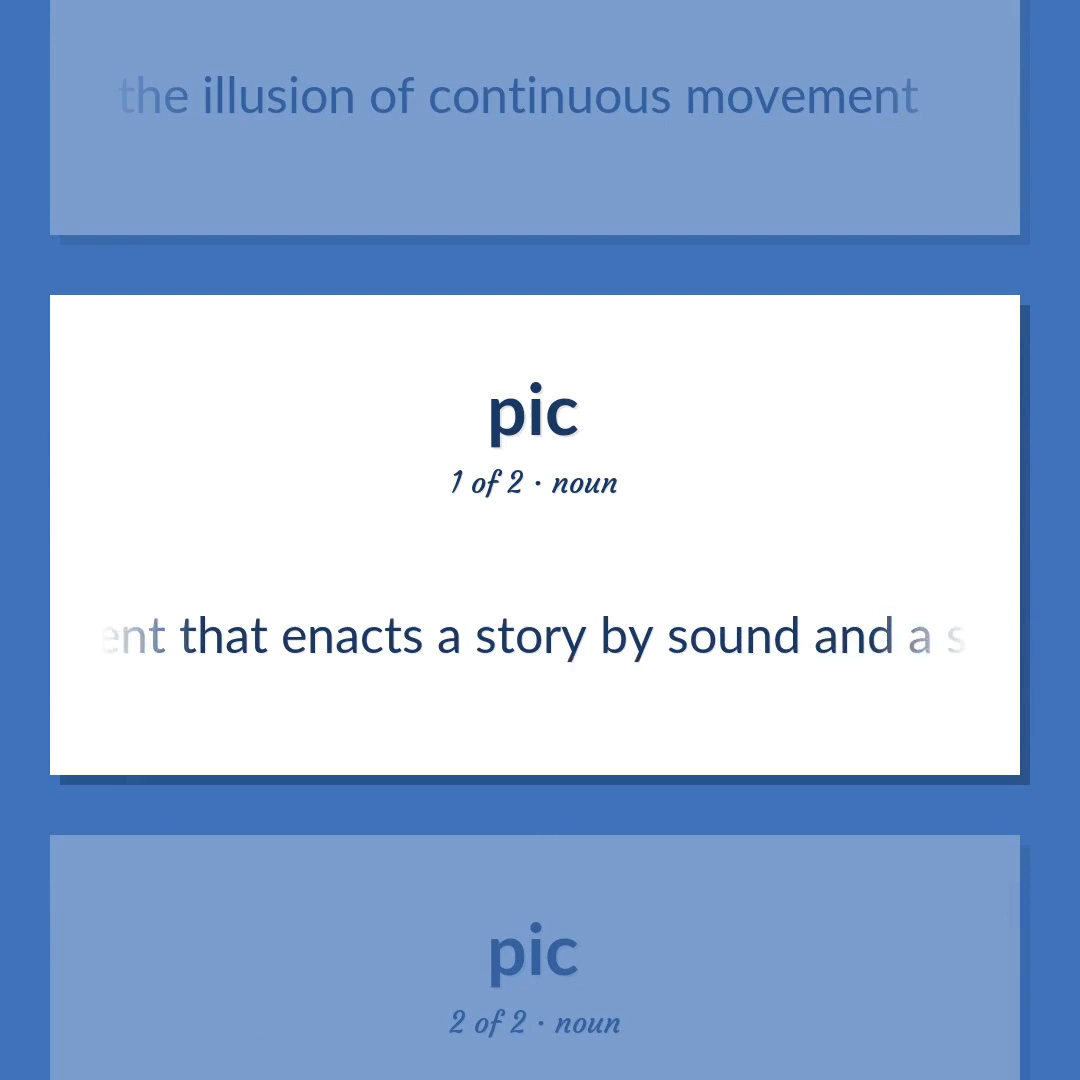 the illusion of continuous movement
pic
1 of 2 · noun
ent that enacts a story by sound and a s
pic
2 of 2 · noun